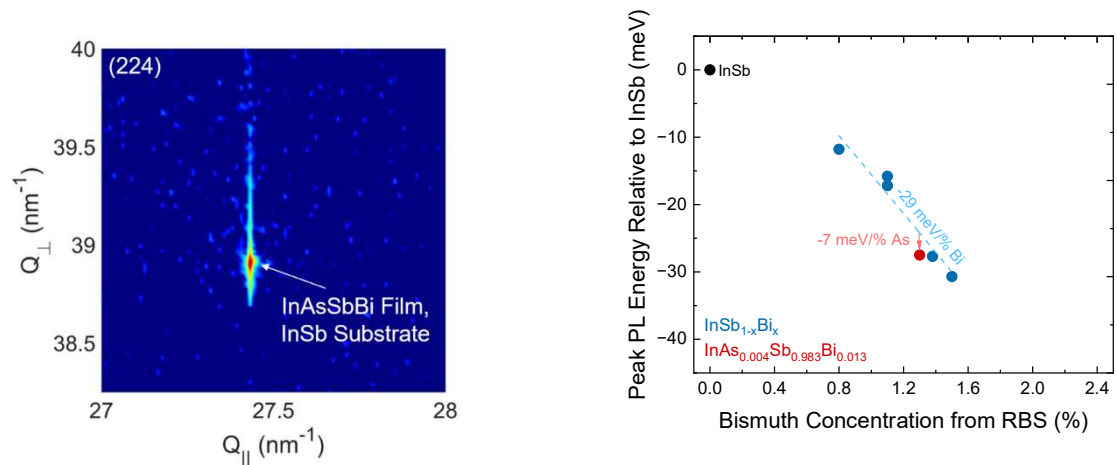 (224)
40
39.5
39
38.5
Q⊥ (nm⁻¹)
InAsSbBi Film,
InSb Substrate
27
27.5
28
Q|| (nm⁻¹)
Peak PL Energy Relative to InSb (meV)
0
−10
−20
−30
−40
InSb
-29 meV/% Bi
-7 meV/% As
InSb₁₋ₓBiₓ
InAs₀.₀₀₄Sb₀.₉₈₃Bi₀.₀₁₃
0.0
0.4
0.8
1.2
1.6
2.0
2.4
Bismuth Concentration from RBS (%)